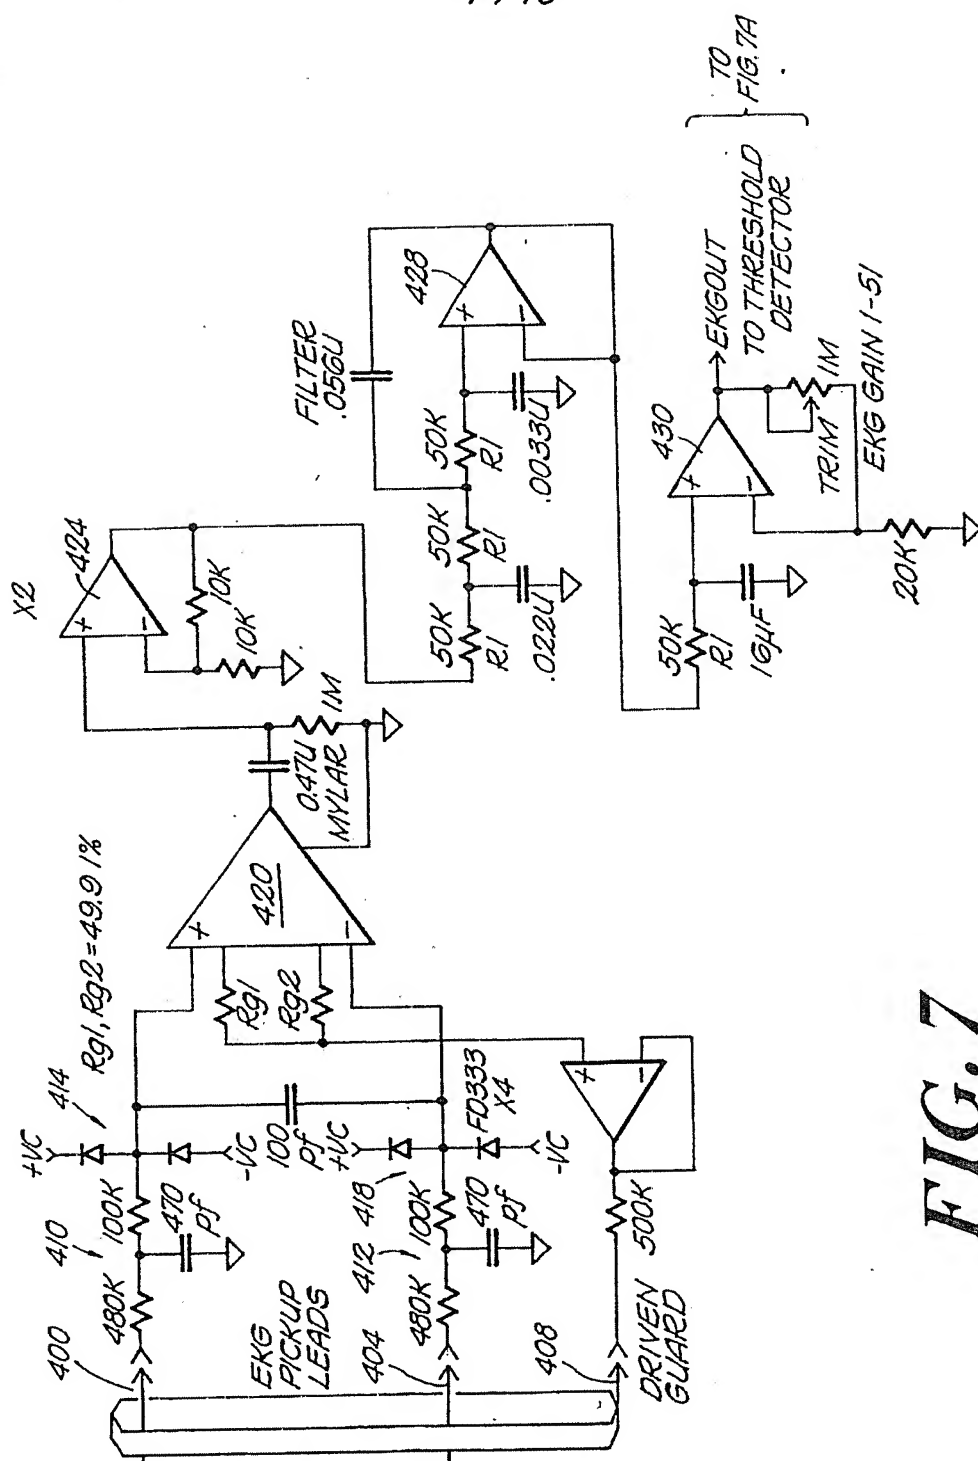 X2
424
10K
10K
FILTER
.056U
428
50K
R1
50K
R1
50K
R1
.022U
.0033U
TO
FIG. 7A
EKGOUT
TO THRESHOLD
DETECTOR
430
50K
R1
16µF
TRIM
1M
EKG GAIN 1-51
20K
+VC
414
Rg1, Rg2 = 49.9 1%
420
0.47U
MYLAR
1M
Rg1
Rg2
400
480K
410
100K
470
pf
-VC
100
pf
+VC
EKG
PICKUP
LEADS
404
480K
412
418
100K
470
pf
FD333
X4
-VC
408
DRIVEN
GUARD
500K
FIG. 7